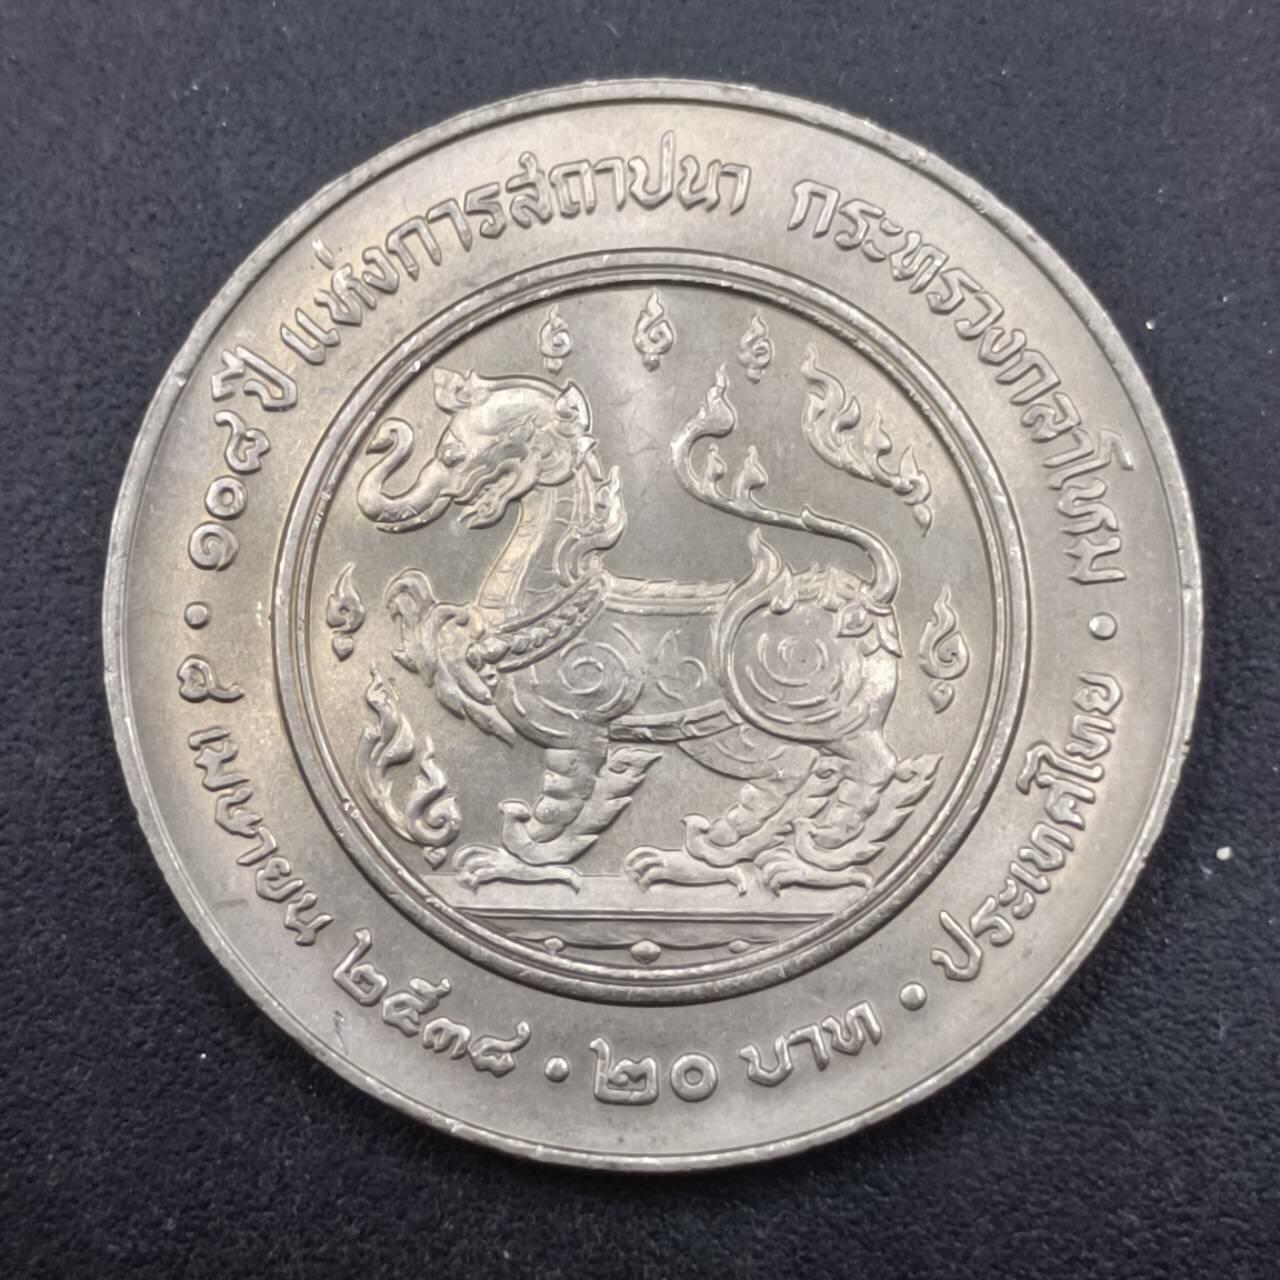 ๑๐๘ ปี แห่งการสถาปนา กระทรวงกลาโหม
๘ เมษายน ๒๕๓๘ • ๒๐ บาท • ประเทศไทย •